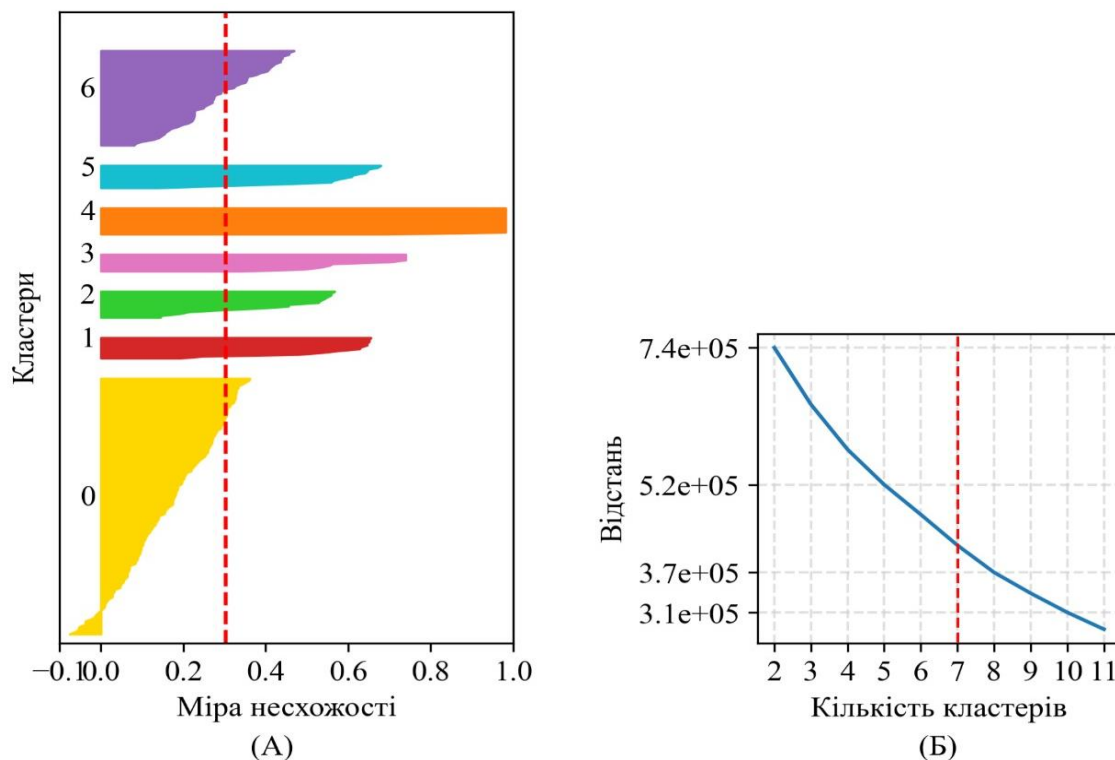 6
5
4
3
2
1
0
Кластери
−0.1 0.0 0.2 0.4 0.6 0.8 1.0
Міра несхожості
(А)
7.4e+05
5.2e+05
3.7e+05
3.1e+05
Відстань
2 3 4 5 6 7 8 9 10 11
Кількість кластерів
(Б)